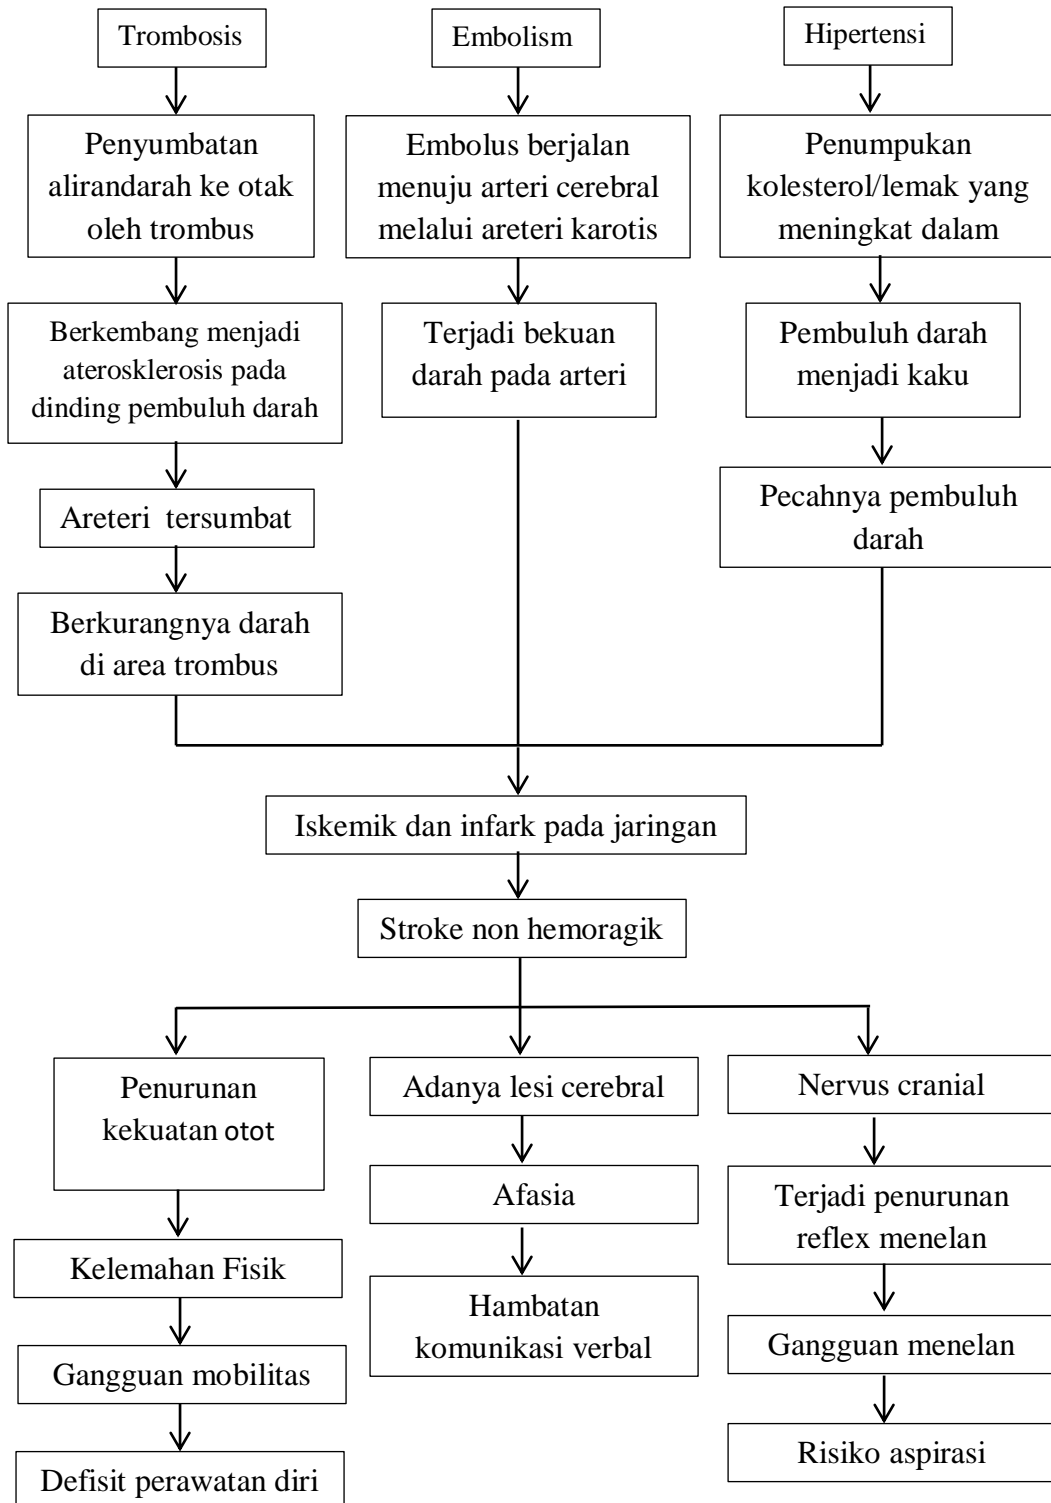 Trombosis
Embolism
Hipertensi
Penyumbatan
alirandarah ke otak
oleh trombus
Embolus berjalan
menuju arteri cerebral
melalui areteri karotis
Penumpukan
kolesterol/lemak yang
meningkat dalam
Berkembang menjadi
aterosklerosis pada
dinding pembuluh darah
Terjadi bekuan
darah pada arteri
Pembuluh darah
menjadi kaku
Areteri  tersumbat
Pecahnya pembuluh
darah
Berkurangnya darah
di area trombus
Iskemik dan infark pada jaringan
Stroke non hemoragik
Penurunan
kekuatan otot
Adanya lesi cerebral
Nervus cranial
Afasia
Terjadi penurunan
reflex menelan
Kelemahan Fisik
Hambatan
komunikasi verbal
Gangguan menelan
Gangguan mobilitas
Risiko aspirasi
Defisit perawatan diri